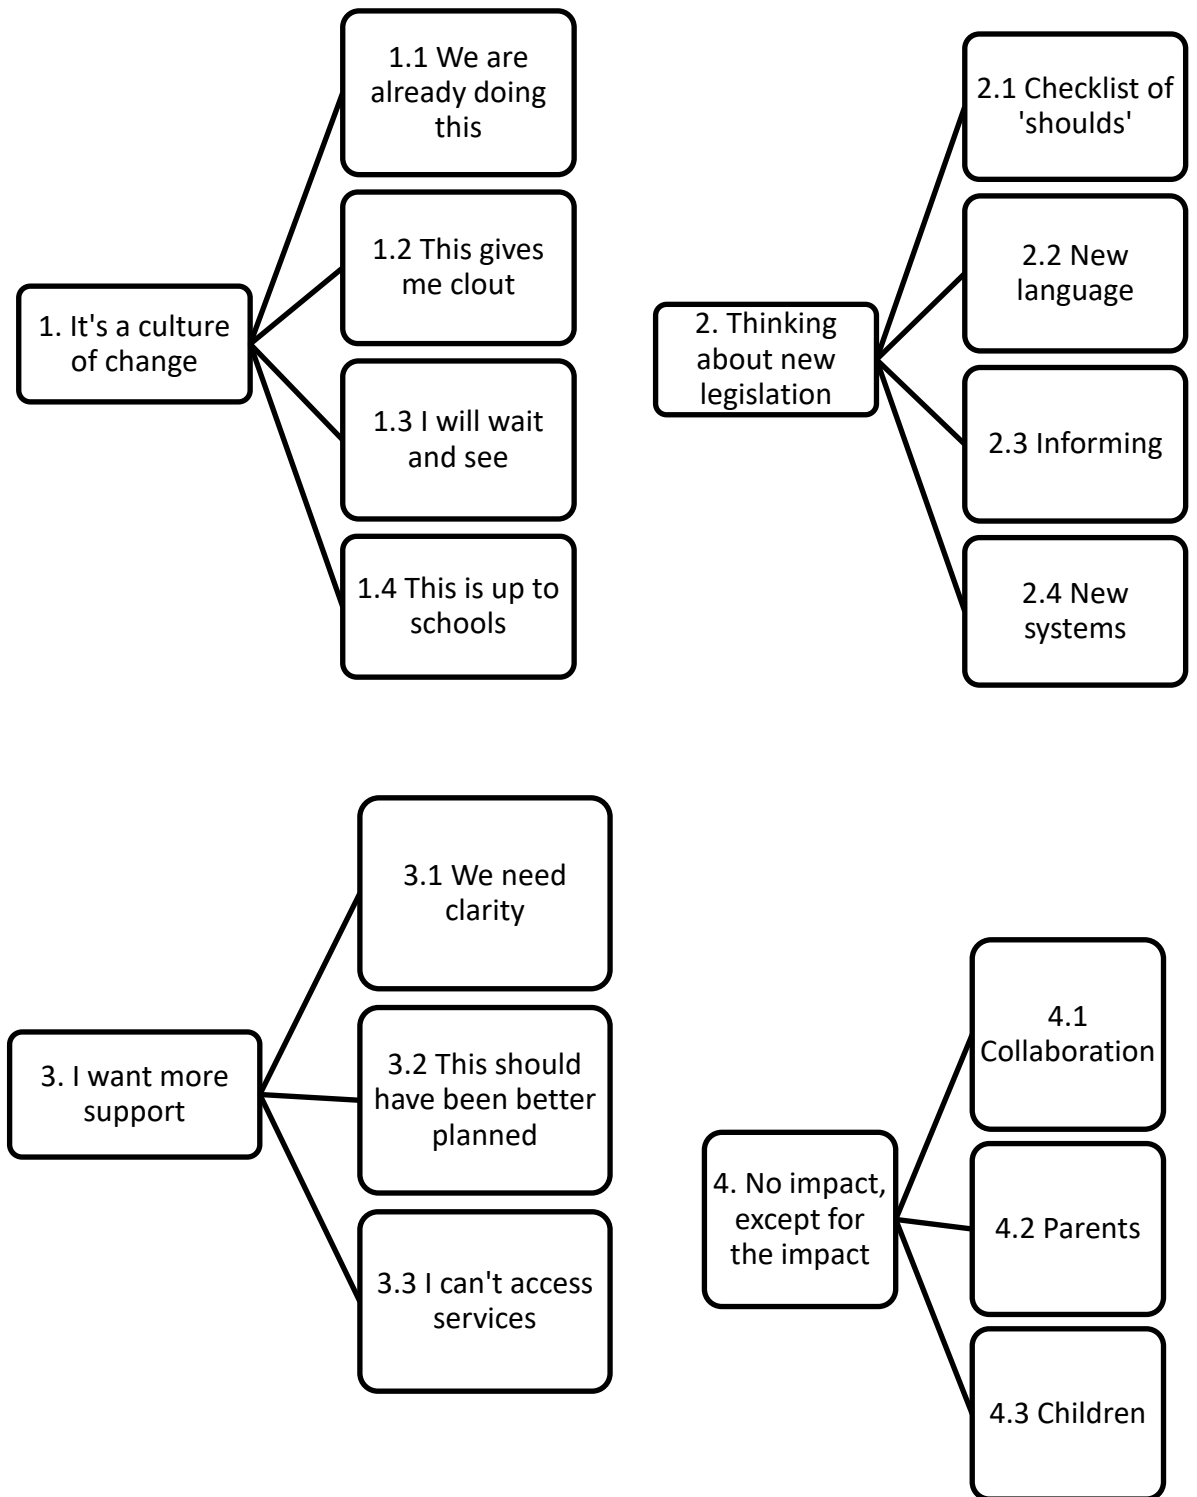 1. It's a culture
of change
1.1 We are
already doing
this
1.2 This gives
me clout
1.3 I will wait
and see
1.4 This is up to
schools
2. Thinking
about new
legislation
2.1 Checklist of
'shoulds'
2.2 New
language
2.3 Informing
2.4 New
systems
3. I want more
support
3.1 We need
clarity
3.2 This should
have been better
planned
3.3 I can't access
services
4. No impact,
except for
the impact
4.1
Collaboration
4.2 Parents
4.3 Children